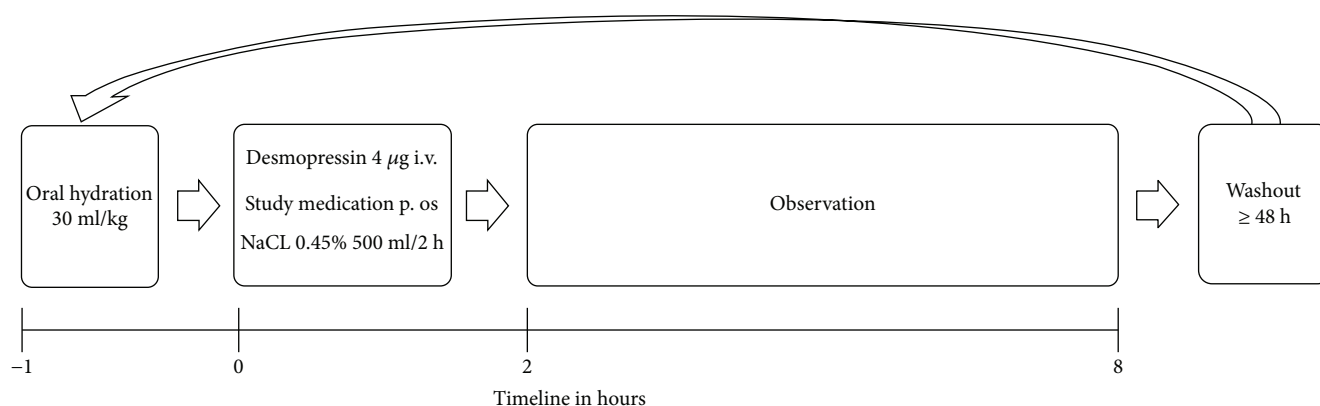 Oral hydration
30 ml/kg
Desmopressin 4 μg i.v.
Study medication p. os
NaCL 0.45% 500 ml/2 h
Observation
Washout
≥ 48 h
−1
0
2
8
Timeline in hours